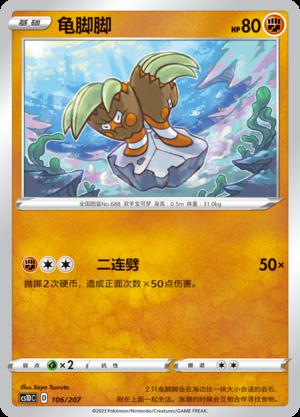 基础 龟脚脚 HP80
全国图鉴No.688 双手宝可梦 身高：0.5m 体重：31.0kg
二连劈 50×
抛掷2次硬币，造成正面次数×50点伤害。
Illus. Saya Tsuruta
弱点 ×2 抵抗力 撤退
CS1DC D 106/207
2只龟脚脚会在海边找一块大小合适的岩石，
附在上面一起生活。涨潮的时候会互相合作寻找食物。
©2023 Pokémon/Nintendo/Creatures/GAME FREAK.